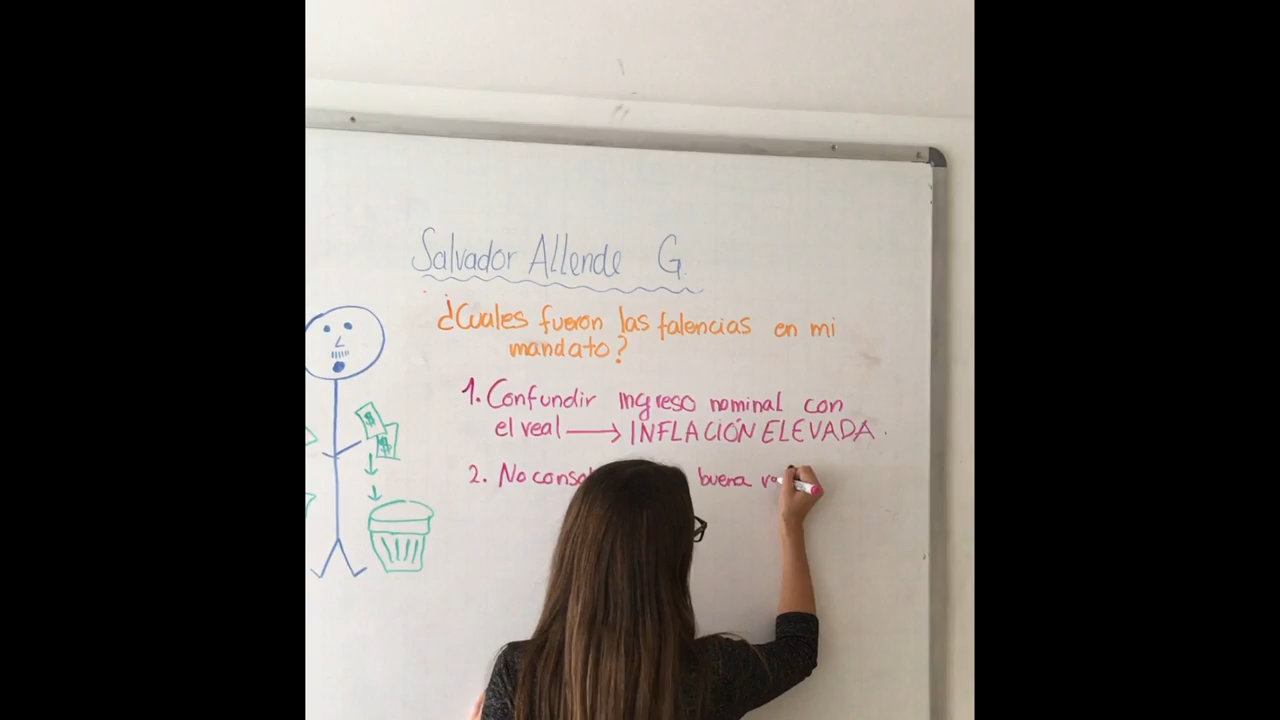 Salvador Allende G.
¿Cuales fueron las falencias en mi
mandato?
1. Confundir ingreso nominal con
el real → INFLACIÓN ELEVADA.
2. No buena
$
$